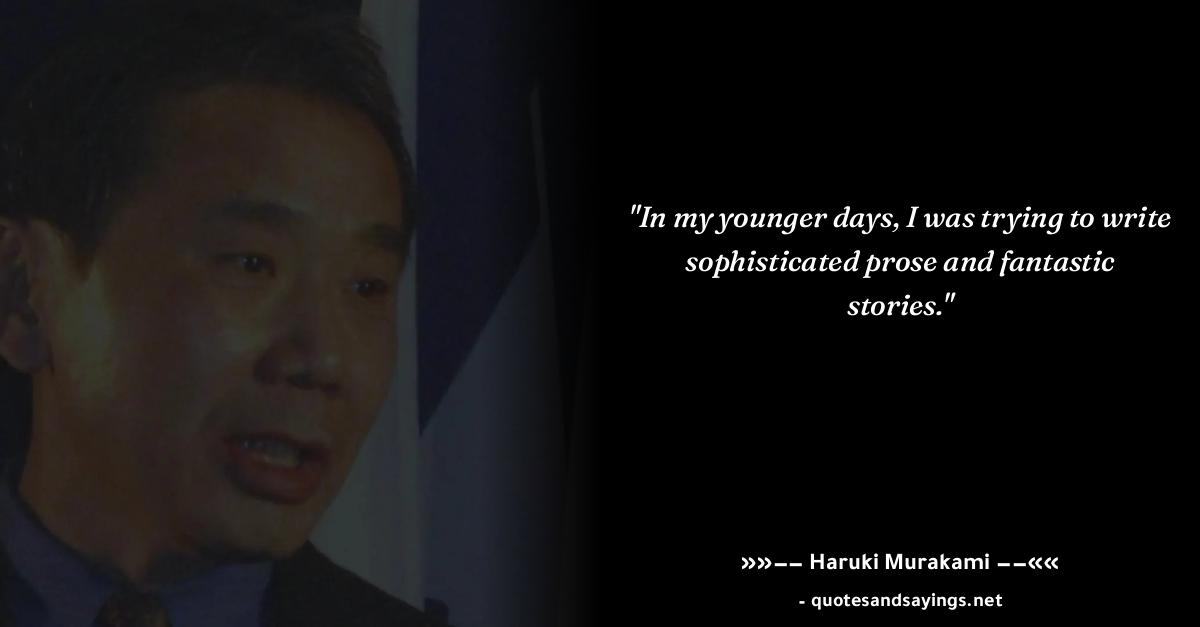 "In my younger days, I was trying to write
sophisticated prose and fantastic
stories."
»»–– Haruki Murakami ––««
- quotesandsayings.net